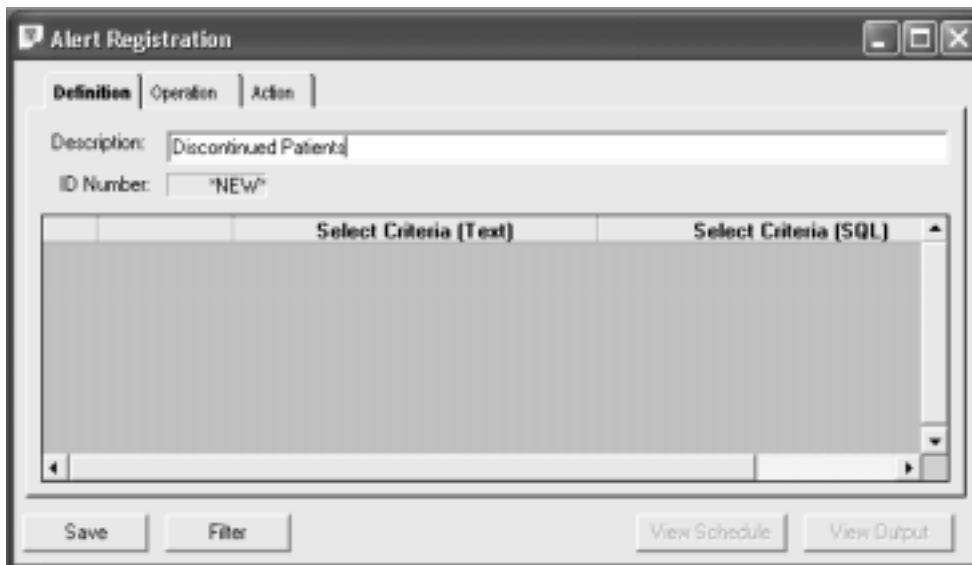 Alert Registration
Definition Operation Action
Description: Discontinued Patients
ID Number: *NEW*
Select Criteria (Text) Select Criteria (SQL)
Save Filter View Schedule View Output